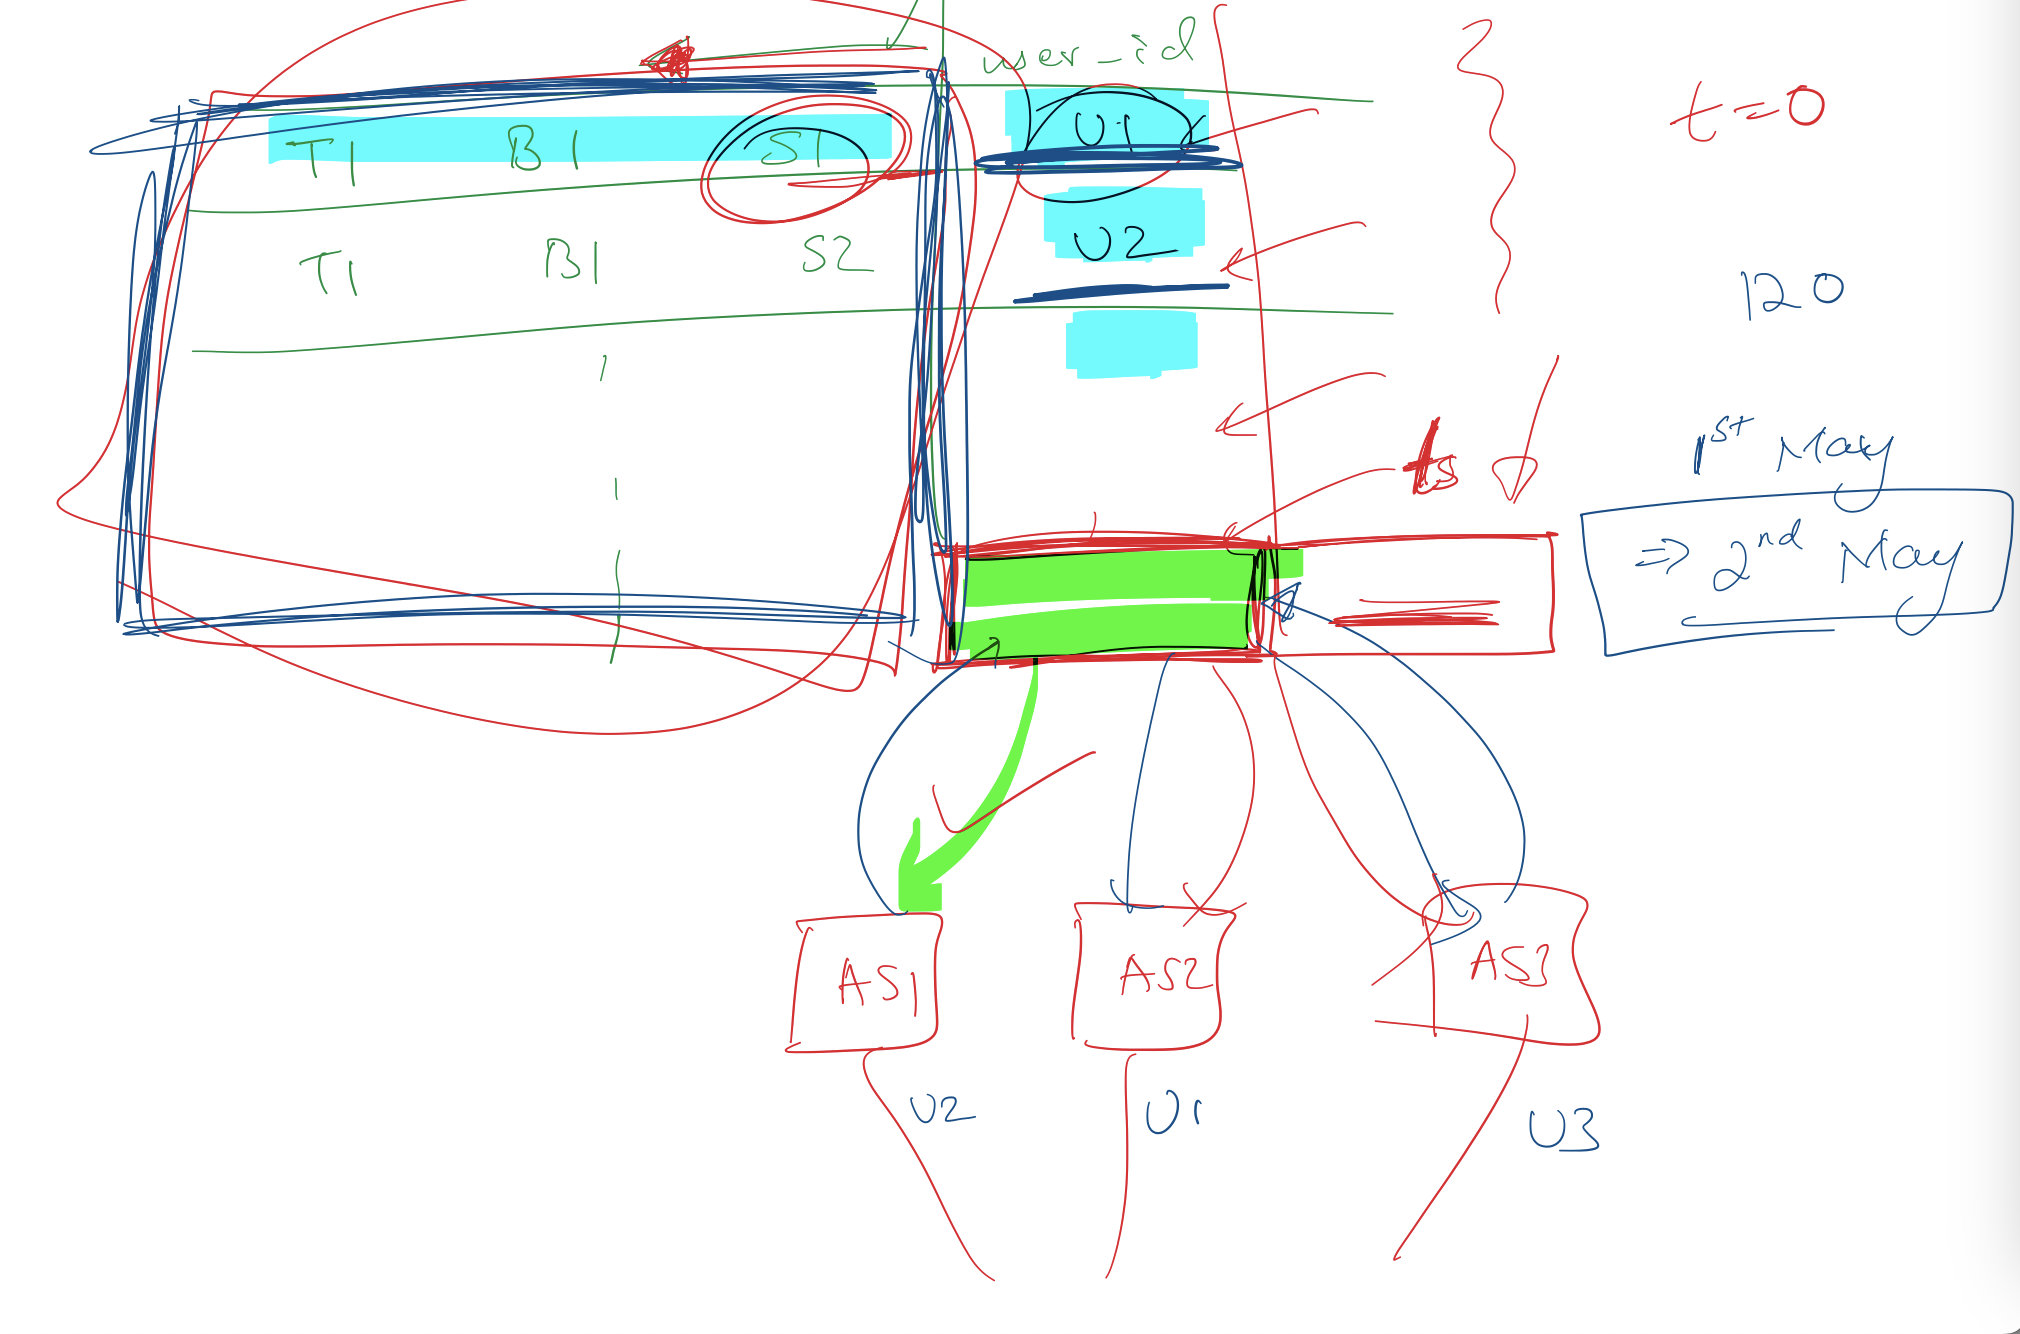 user_id
T1 B1 S1 U1
t=0
T1 B1 S2 U2
120
1st May
ts
=> 2nd May
AS1 AS2 AS3
U2 U1 U3